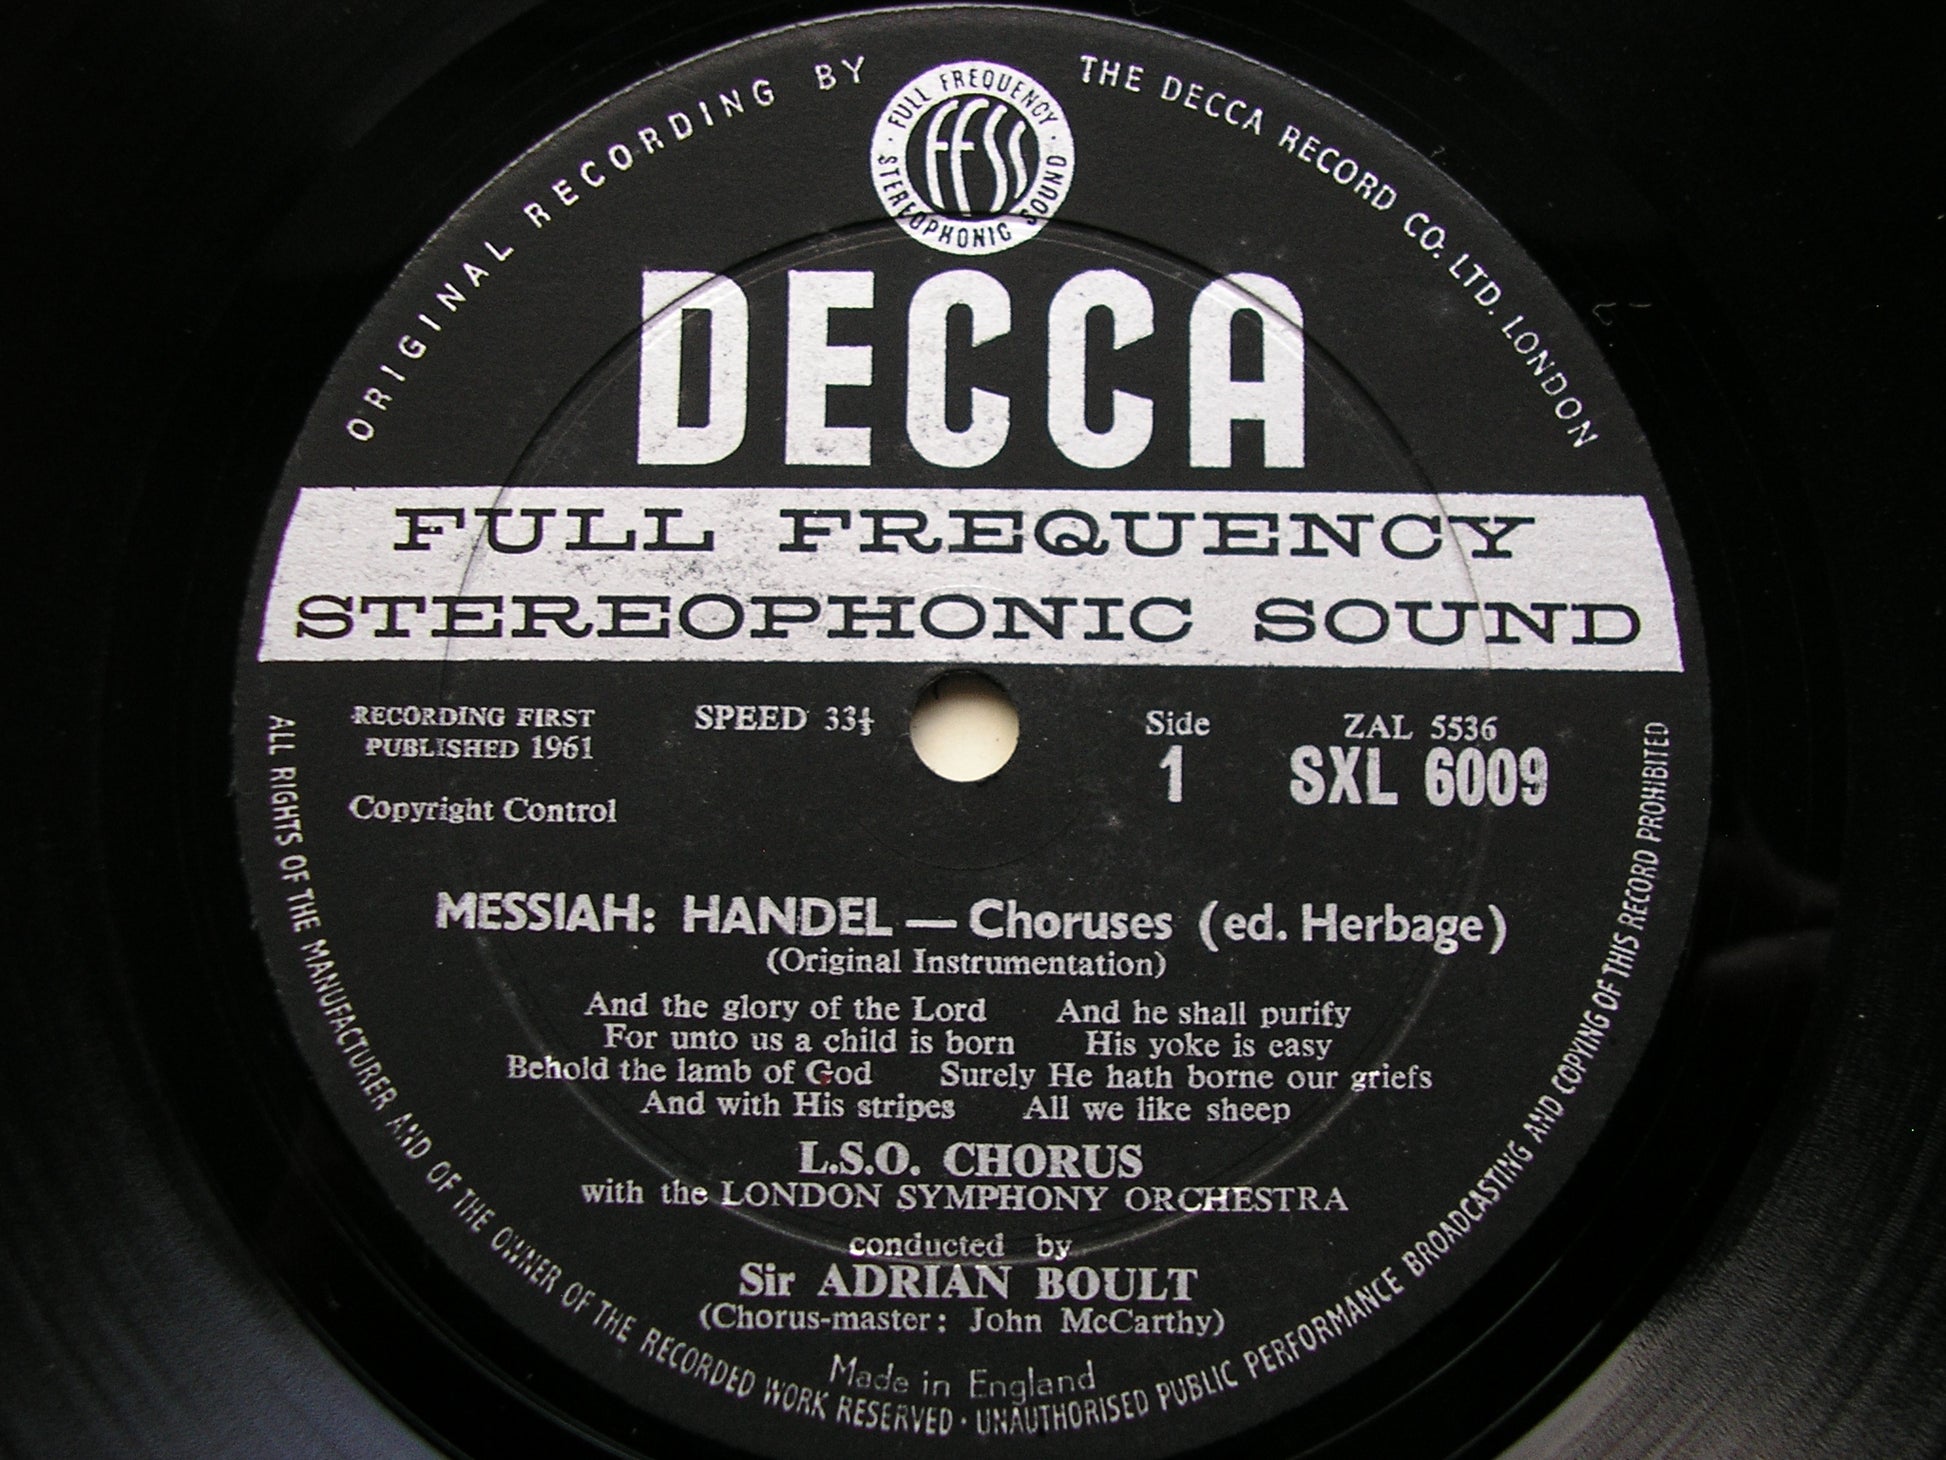 ORIGINAL RECORDING BY THE DECCA RECORD CO. LTD. LONDON
FULL FREQUENCY
STEREOPHONIC SOUND
FFSS
DECCA
FULL FREQUENCY
STEREOPHONIC SOUND
RECORDING FIRST
PUBLISHED 1961
SPEED 33⅓
Side
1
ZAL 5536
SXL 6009
Copyright Control
MESSIAH: HANDEL — Choruses (ed. Herbage)
(Original Instrumentation)
And the glory of the Lord And he shall purify
For unto us a child is born His yoke is easy
Behold the lamb of God Surely He hath borne our griefs
And with His stripes All we like sheep
L.S.O. CHORUS
with the LONDON SYMPHONY ORCHESTRA
conducted by
Sir ADRIAN BOULT
(Chorus-master: John McCarthy)
Made in England
ALL RIGHTS OF THE MANUFACTURER AND OF THE OWNER OF THE RECORDED WORK RESERVED · UNAUTHORISED PUBLIC PERFORMANCE BROADCASTING AND COPYING OF THIS RECORD PROHIBITED